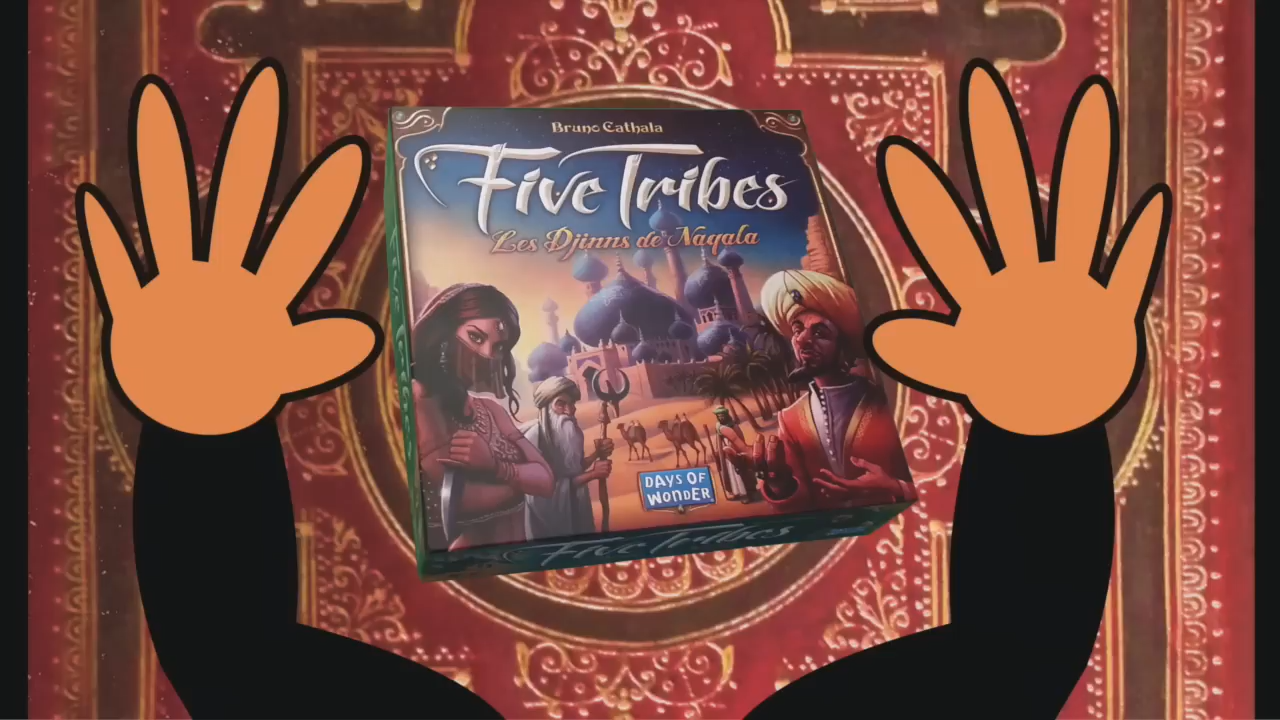 Bruno Cathala
Five Tribes
Les Djinns de Naqala
DAYS OF
WONDER
Five Tribes